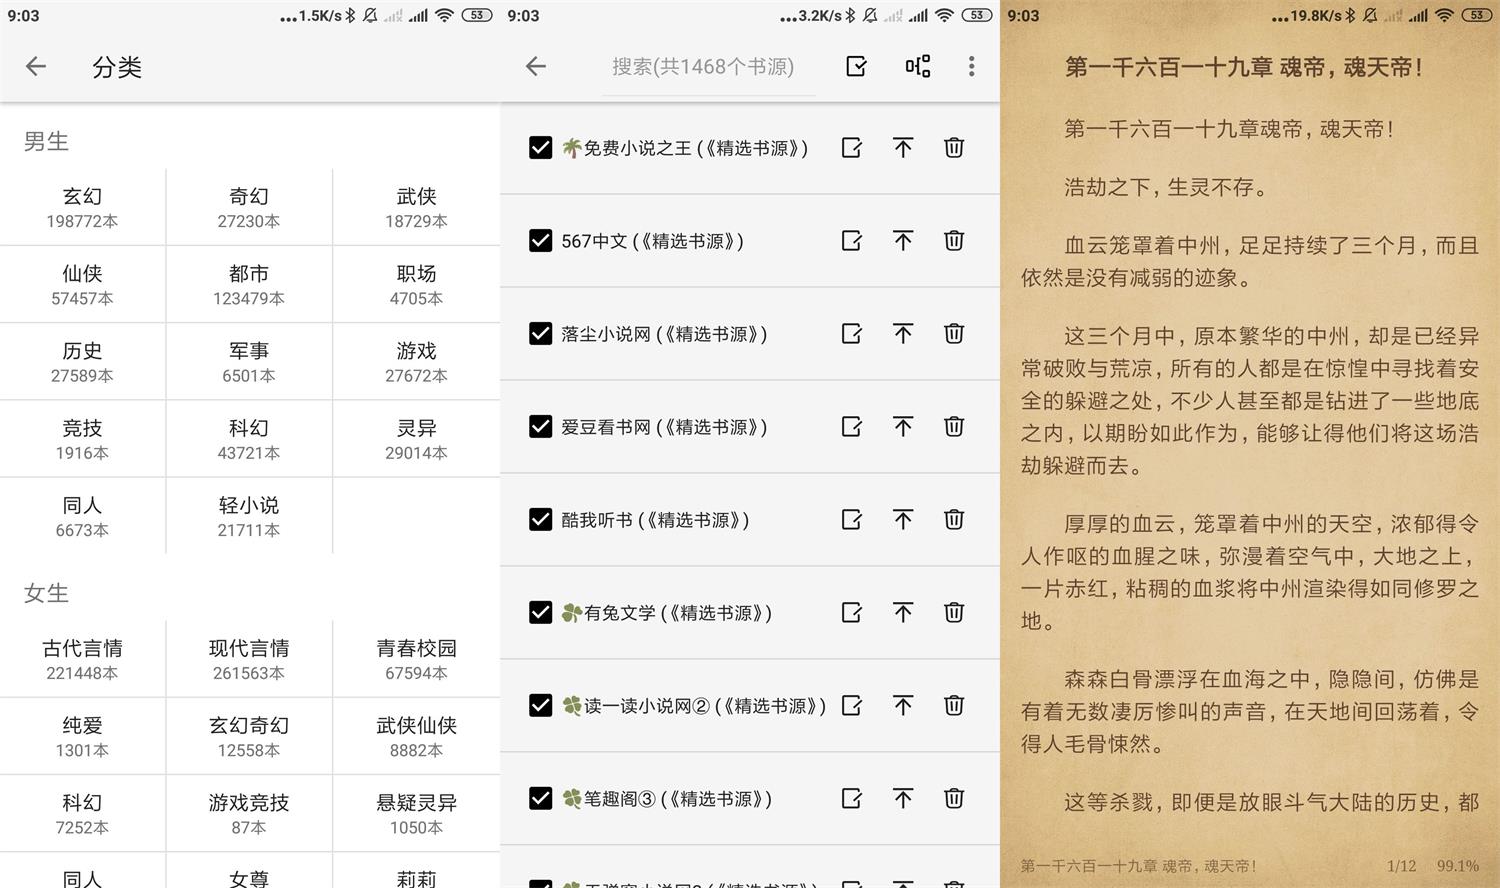 9:03
...1.5K/s
53
分类
男生
玄幻
奇幻
武侠
198772本
27230本
18729本
仙侠
都市
职场
57457本
123479本
4705本
历史
军事
游戏
27589本
6501本
27672本
竞技
科幻
灵异
1916本
43721本
29014本
同人
轻小说
6673本
21711本
女生
古代言情
现代言情
青春校园
221448本
261563本
67594本
纯爱
玄幻奇幻
武侠仙侠
1301本
12558本
8882本
科幻
游戏竞技
悬疑灵异
7252本
87本
1050本
同人
女尊
莉莉
9:03
...3.2K/s
53
搜索(共1468个书源)
免费小说之王 (《精选书源》)
567中文 (《精选书源》)
落尘小说网 (《精选书源》)
爱豆看书网 (《精选书源》)
酷我听书 (《精选书源》)
有兔文学 (《精选书源》)
读一读小说网② (《精选书源》)
笔趣阁③ (《精选书源》)
9:03
...19.8K/s
53
第一千六百一十九章 魂帝，魂天帝！
第一千六百一十九章魂帝，魂天帝！
浩劫之下，生灵不存。
血云笼罩着中州，足足持续了三个月，而且
依然是没有减弱的迹象。
这三个月中，原本繁华的中州，却是已经异
常破败与荒凉，所有的人都是在惊惶中寻找着安
全的躲避之处，不少人甚至都是钻进了一些地底
之内，以期盼如此作为，能够让得他们将这场浩
劫躲避而去。
厚厚的血云，笼罩着中州的天空，浓郁得令
人作呕的血腥之味，弥漫着空气中，大地之上，
一片赤红，粘稠的血浆将中州渲染得如同修罗之
地。
森森白骨漂浮在血海之中，隐隐间，仿佛是
有着无数凄厉惨叫的声音，在天地间回荡着，令
得人毛骨悚然。
这等杀戮，即便是放眼斗气大陆的历史，都
第一千六百一十九章 魂帝，魂天帝！
1/12
99.1%